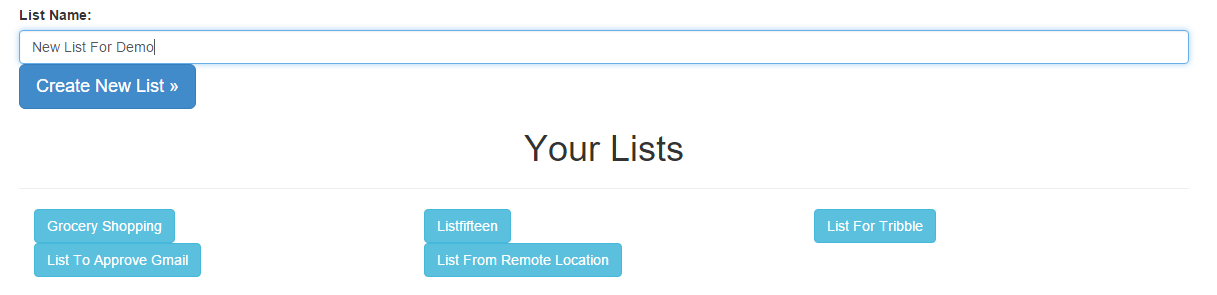 List Name:
New List For Demo
Create New List »
Your Lists
Grocery Shopping
Listfifteen
List For Tribble
List To Approve Gmail
List From Remote Location